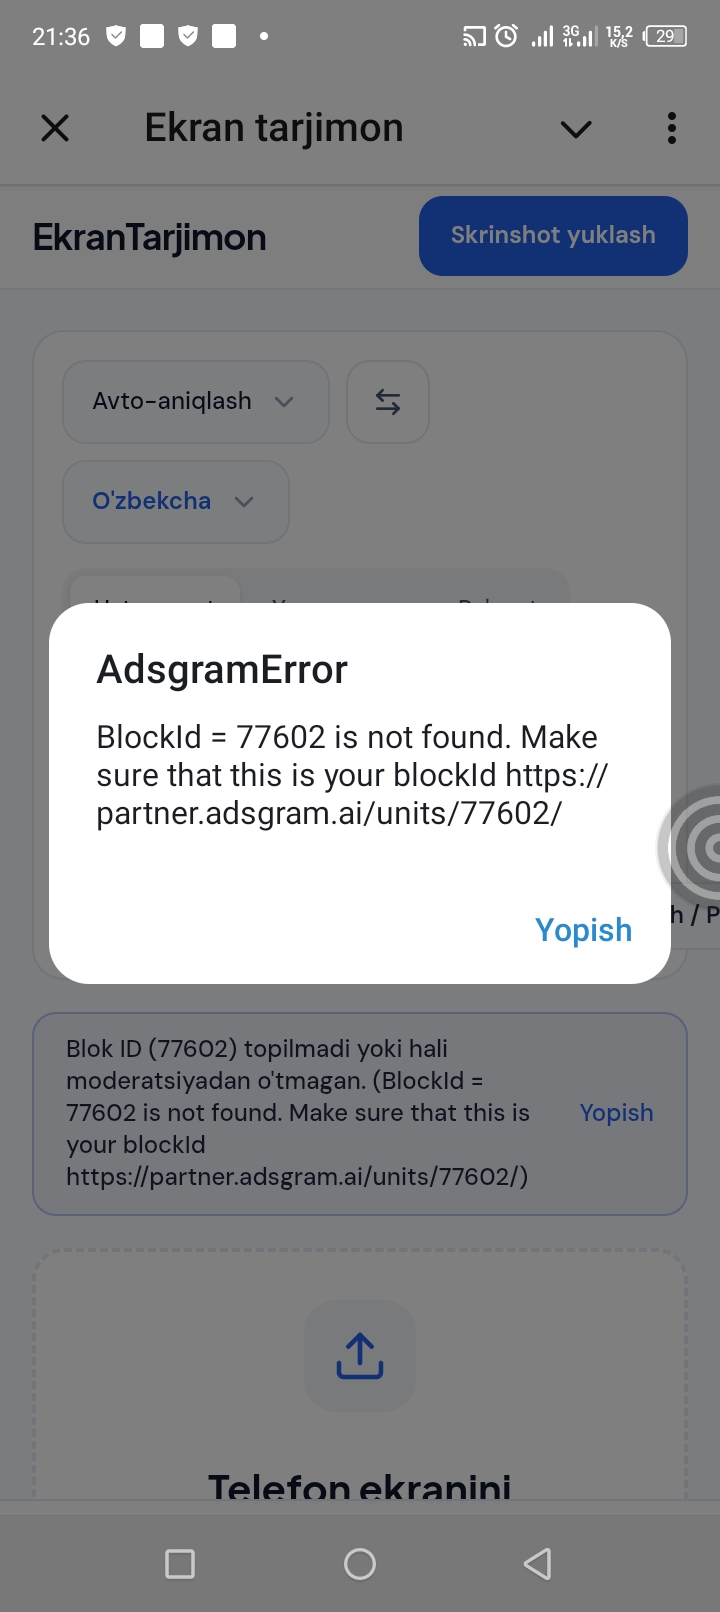 21:36
3G
15,2
K/S
29
Ekran tarjimon
EkranTarjimon
Skrinshot yuklash
Avto-aniqlash
O'zbekcha
AdsgramError
BlockId = 77602 is not found. Make
sure that this is your blockId https://
partner.adsgram.ai/units/77602/
Yopish
h / P
Blok ID (77602) topilmadi yoki hali
moderatsiyadan o'tmagan. (BlockId =
77602 is not found. Make sure that this is
your blockId
https://partner.adsgram.ai/units/77602/)
Yopish
Telefon ekranini